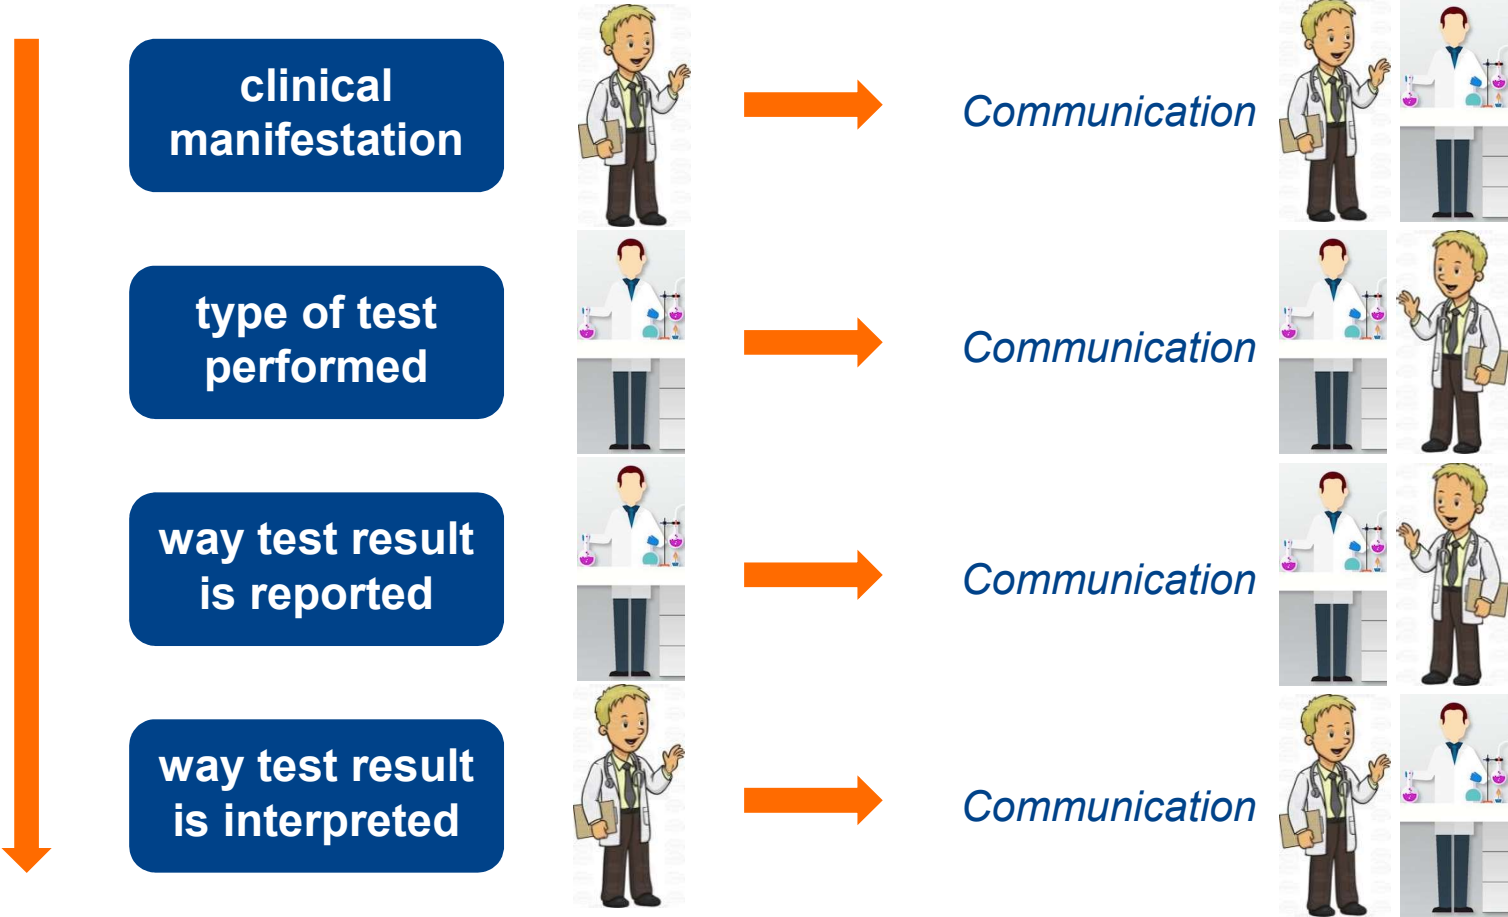 clinical
manifestation
Communication
type of test
performed
Communication
way test result
is reported
Communication
way test result
is interpreted
Communication